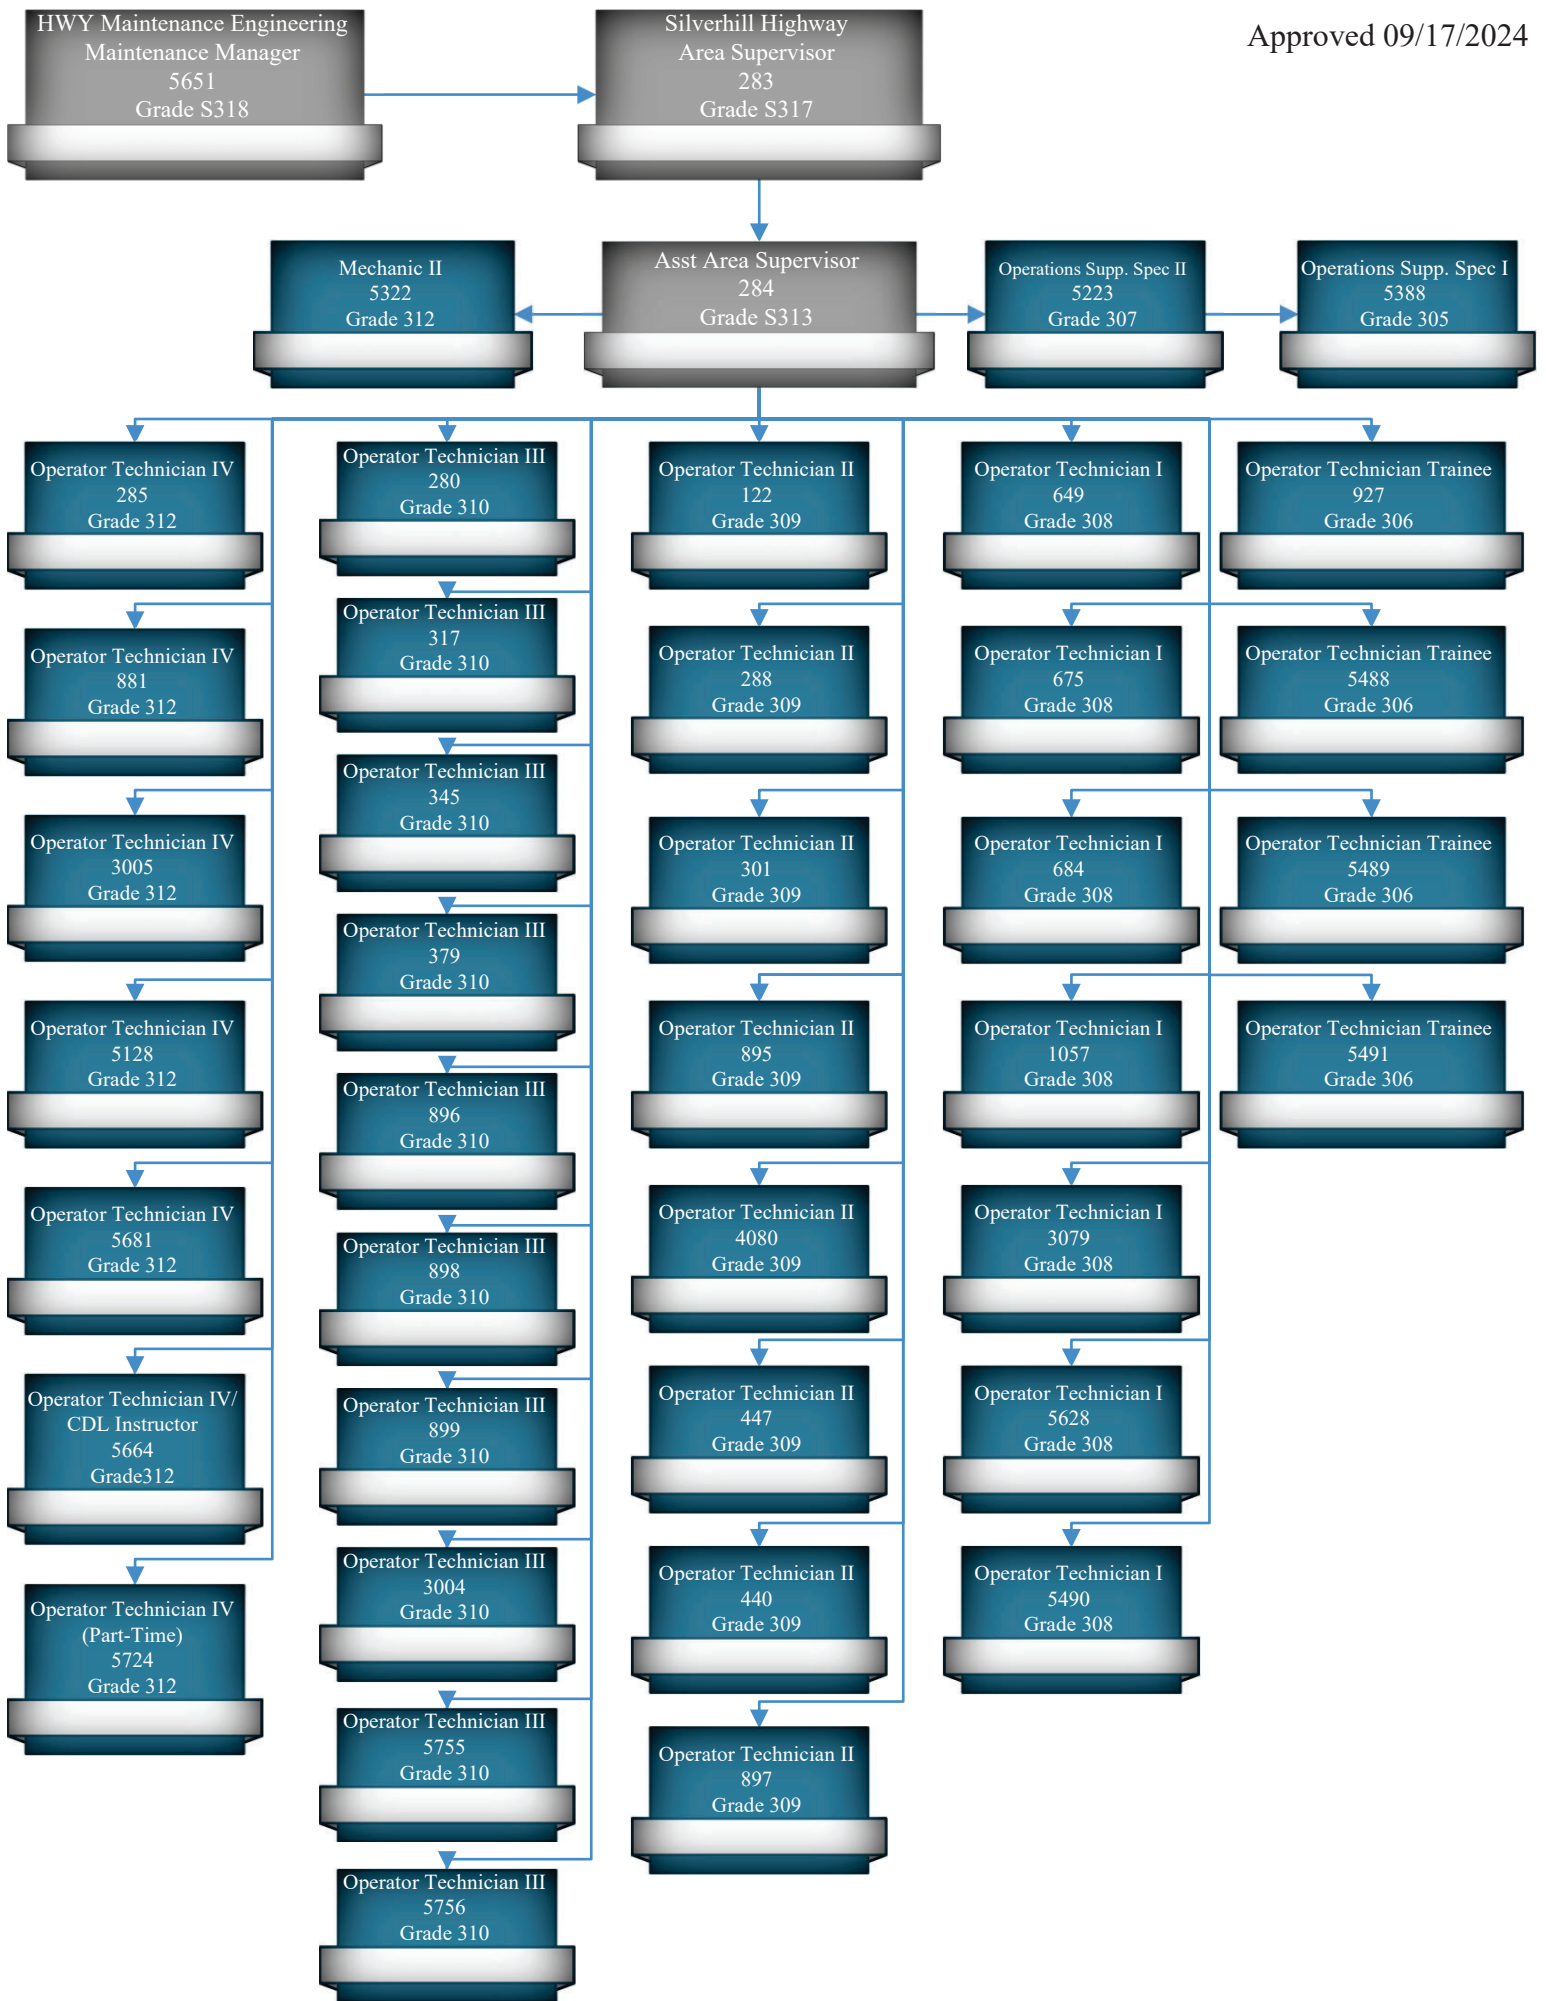 HWY Maintenance Engineering
Maintenance Manager
5651
Grade S318
Silverhill Highway
Area Supervisor
283
Grade S317
Approved 09/17/2024
Mechanic II
5322
Grade 312
Asst Area Supervisor
284
Grade S313
Operations Supp. Spec II
5223
Grade 307
Operations Supp. Spec I
5388
Grade 305
Operator Technician IV
285
Grade 312
Operator Technician IV
881
Grade 312
Operator Technician IV
3005
Grade 312
Operator Technician IV
5128
Grade 312
Operator Technician IV
5681
Grade 312
Operator Technician IV/
CDL Instructor
5664
Grade312
Operator Technician IV
(Part-Time)
5724
Grade 312
Operator Technician III
280
Grade 310
Operator Technician III
317
Grade 310
Operator Technician III
345
Grade 310
Operator Technician III
379
Grade 310
Operator Technician III
896
Grade 310
Operator Technician III
898
Grade 310
Operator Technician III
899
Grade 310
Operator Technician III
3004
Grade 310
Operator Technician III
5755
Grade 310
Operator Technician III
5756
Grade 310
Operator Technician II
122
Grade 309
Operator Technician II
288
Grade 309
Operator Technician II
301
Grade 309
Operator Technician II
895
Grade 309
Operator Technician II
4080
Grade 309
Operator Technician II
447
Grade 309
Operator Technician II
440
Grade 309
Operator Technician II
897
Grade 309
Operator Technician I
649
Grade 308
Operator Technician I
675
Grade 308
Operator Technician I
684
Grade 308
Operator Technician I
1057
Grade 308
Operator Technician I
3079
Grade 308
Operator Technician I
5628
Grade 308
Operator Technician I
5490
Grade 308
Operator Technician Trainee
927
Grade 306
Operator Technician Trainee
5488
Grade 306
Operator Technician Trainee
5489
Grade 306
Operator Technician Trainee
5491
Grade 306